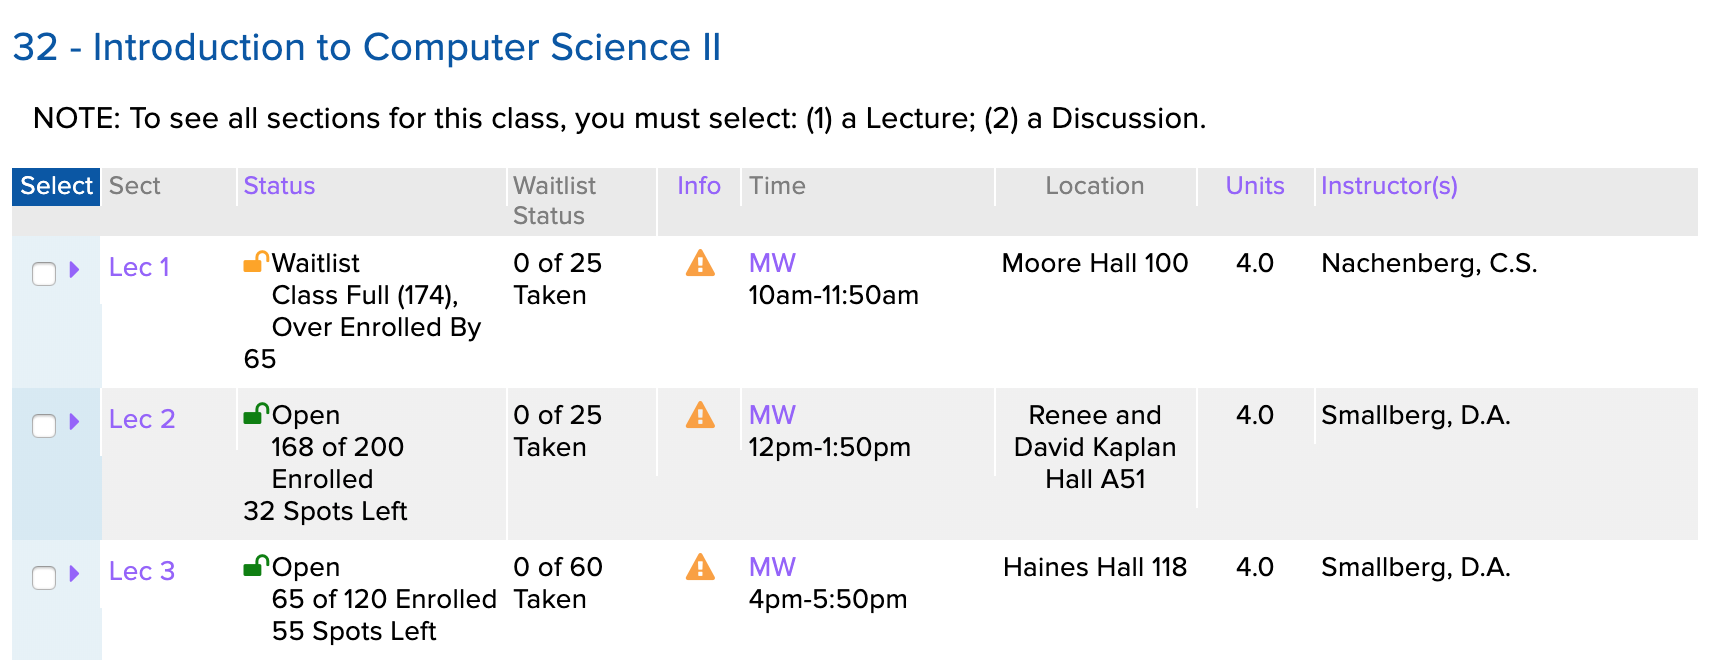 32 - Introduction to Computer Science II
NOTE: To see all sections for this class, you must select: (1) a Lecture; (2) a Discussion.
Select Sect Status Waitlist Status Info Time Location Units Instructor(s)
Lec 1
Waitlist
Class Full (174),
Over Enrolled By
65
0 of 25
Taken
MW
10am-11:50am
Moore Hall 100
4.0
Nachenberg, C.S.
Lec 2
Open
168 of 200
Enrolled
32 Spots Left
0 of 25
Taken
MW
12pm-1:50pm
Renee and
David Kaplan
Hall A51
4.0
Smallberg, D.A.
Lec 3
Open
65 of 120 Enrolled
55 Spots Left
0 of 60
Taken
MW
4pm-5:50pm
Haines Hall 118
4.0
Smallberg, D.A.